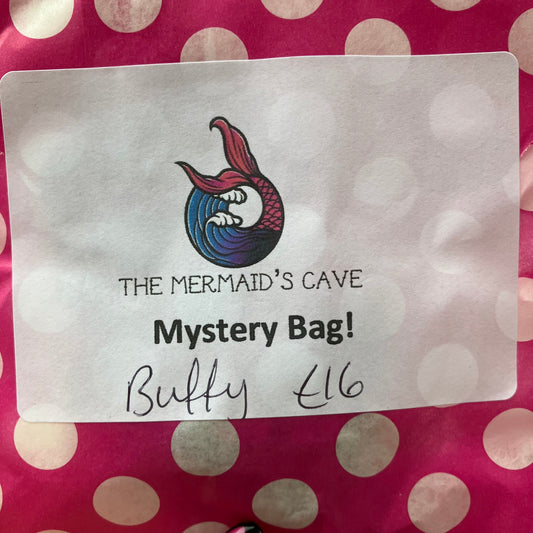 THE MERMAID'S CAVE
Mystery Bag!
Buffy £16